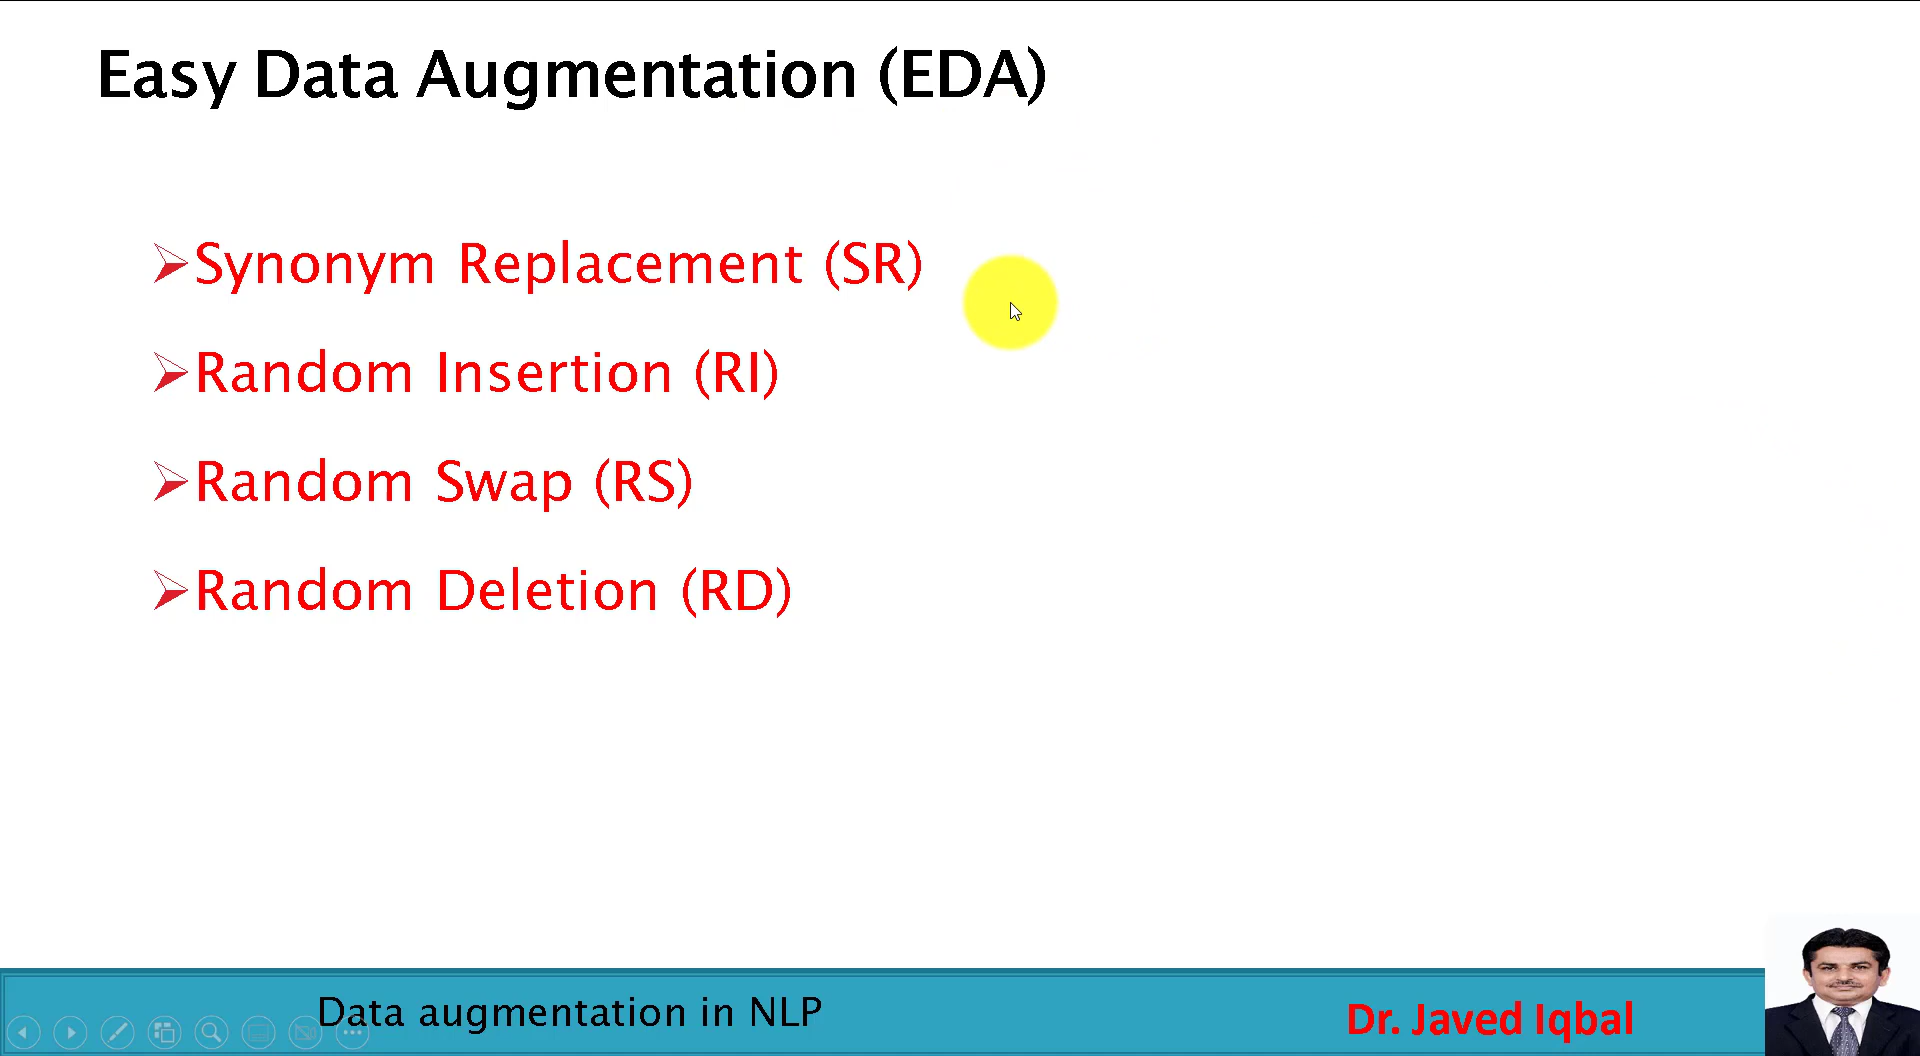 Easy Data Augmentation (EDA)
Synonym Replacement (SR)
Random Insertion (RI)
Random Swap (RS)
Random Deletion (RD)
Data augmentation in NLP
Dr. Javed Iqbal